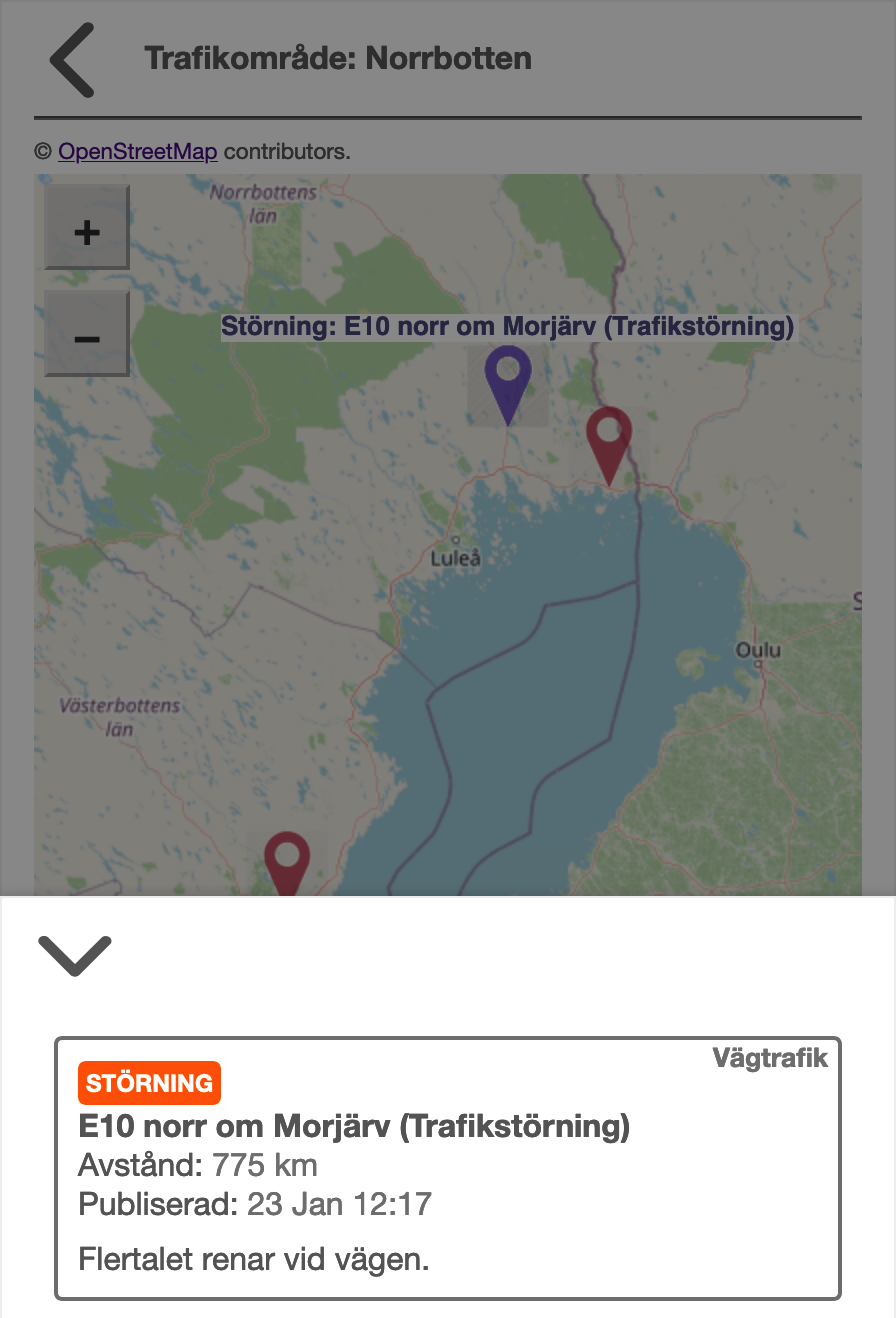 Trafikområde: Norrbotten
© OpenStreetMap contributors.
Norrbottens
län
+
Störning: E10 norr om Morjärv (Trafikstörning)
−
Luleå
S
Oulu
Västerbottens
län
Vägtrafik
STÖRNING
E10 norr om Morjärv (Trafikstörning)
Avstånd: 775 km
Publiserad: 23 Jan 12:17
Flertalet renar vid vägen.